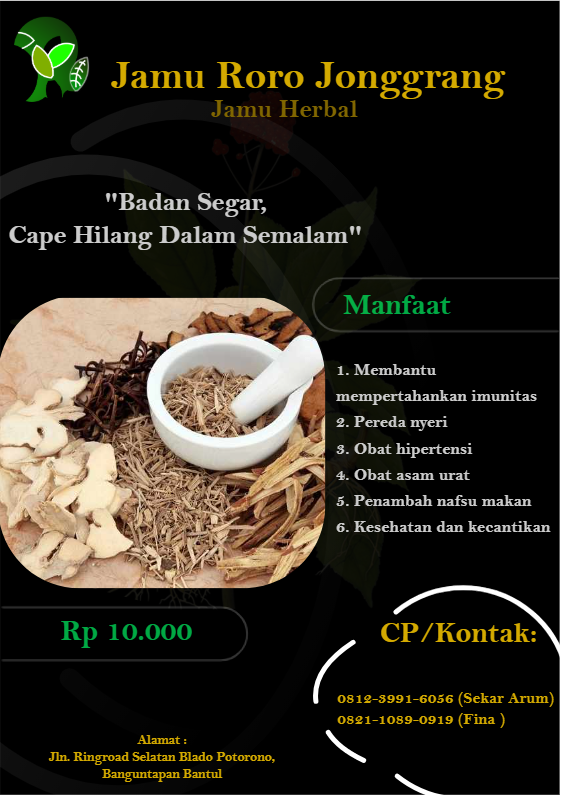 Jamu Roro Jonggrang
Jamu Herbal
"Badan Segar,
Cape Hilang Dalam Semalam"
Manfaat
1. Membantu
mempertahankan imunitas
2. Pereda nyeri
3. Obat hipertensi
4. Obat asam urat
5. Penambah nafsu makan
6. Kesehatan dan kecantikan
Rp 10.000
CP/Kontak:
0812-3991-6056 (Sekar Arum)
0821-1089-0919 (Fina )
Alamat :
Jln. Ringroad Selatan Blado Potorono,
Banguntapan Bantul